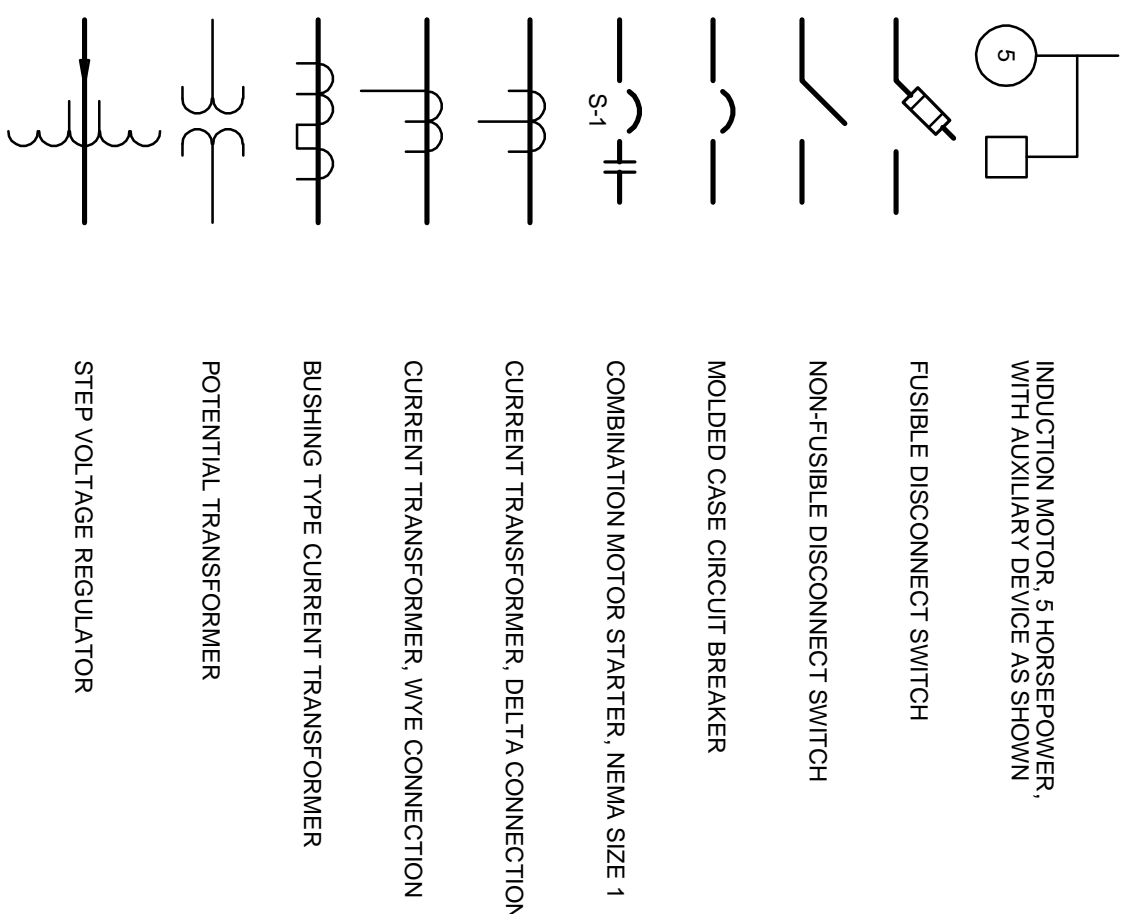 5
INDUCTION MOTOR, 5 HORSEPOWER,
WITH AUXILIARY DEVICE AS SHOWN
FUSIBLE DISCONNECT SWITCH
NON-FUSIBLE DISCONNECT SWITCH
MOLDED CASE CIRCUIT BREAKER
S-1
COMBINATION MOTOR STARTER, NEMA SIZE 1
CURRENT TRANSFORMER, DELTA CONNECTION
CURRENT TRANSFORMER, WYE CONNECTION
BUSHING TYPE CURRENT TRANSFORMER
POTENTIAL TRANSFORMER
STEP VOLTAGE REGULATOR